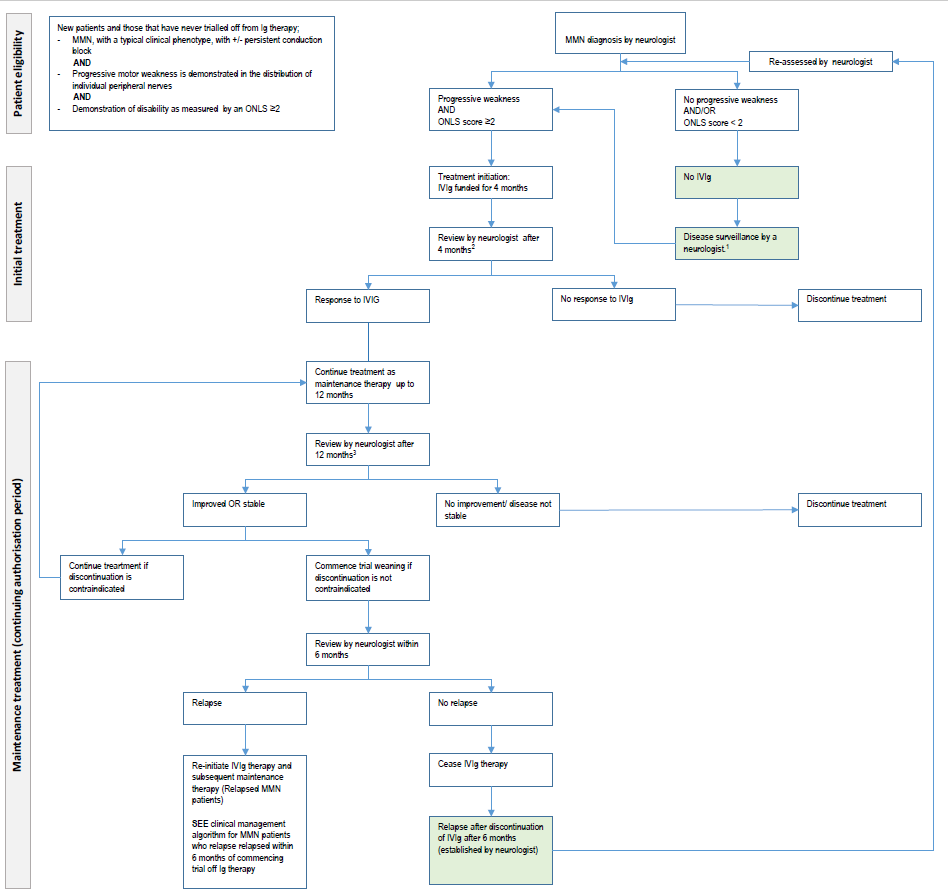 Patient eligibility
New patients and those that have never trialled off from Ig therapy;
- MMN, with a typical clinical phenotype, with +/- persistent conduction
block
AND
- Progressive motor weakness is demonstrated in the distribution of
individual peripheral nerves
AND
- Demonstration of disability as measured by an ONLS ≥2
MMN diagnosis by neurologist
Re-assessed by neurologist
Progressive weakness
AND
ONLS score ≥2
No progressive weakness
AND/OR
ONLS score < 2
Initial treatment
Treatment initiation:
IVIg funded for 4 months
No IVIg
Review by neurologist after
4 months2
Disease surveillance by a
neurologist.1
Response to IVIG
No response to IVIg
Discontinue treatment
Maintenance treatment (continuing authorisation period)
Continue treatment as
maintenance therapy up to
12 months
Review by neurologist after
12 months3
Improved OR stable
No improvement/ disease not
stable
Discontinue treatment
Continue treartment if
discontinuation is
contraindicated
Commence trial weaning if
discontinuation is not
contraindicated
Review by neurologist within
6 months
Relapse
No relapse
Re-initiate IVIg therapy and
subsequent maintenance
therapy (Relapsed MMN
patients)
SEE clinical management
algorithm for MMN patients
who relapse relapsed within
6 months of commencing
trial off Ig therapy
Cease IVIg therapy
Relapse after discontinuation
of IVIg after 6 months
(established by neurologist)